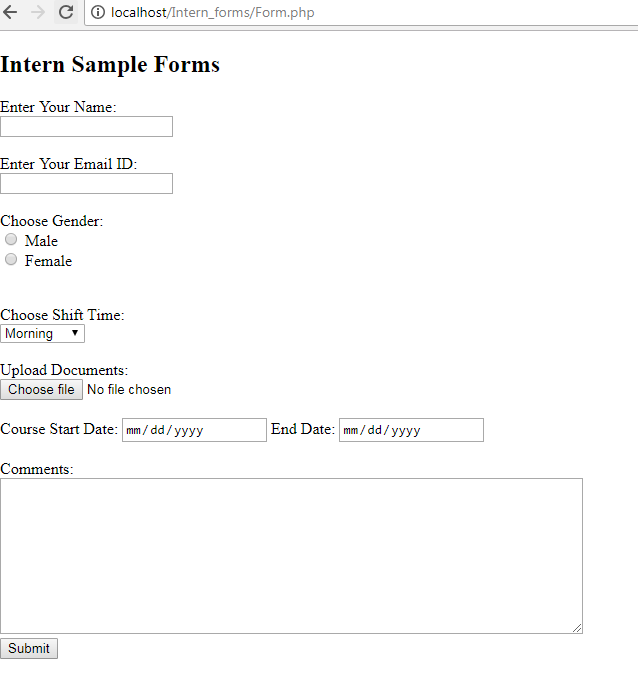 localhost/Intern_forms/Form.php
Intern Sample Forms
Enter Your Name:
Enter Your Email ID:
Choose Gender:
Male
Female
Choose Shift Time:
Morning
Upload Documents:
Choose file No file chosen
Course Start Date: mm/dd/yyyy End Date: mm/dd/yyyy
Comments:
Submit